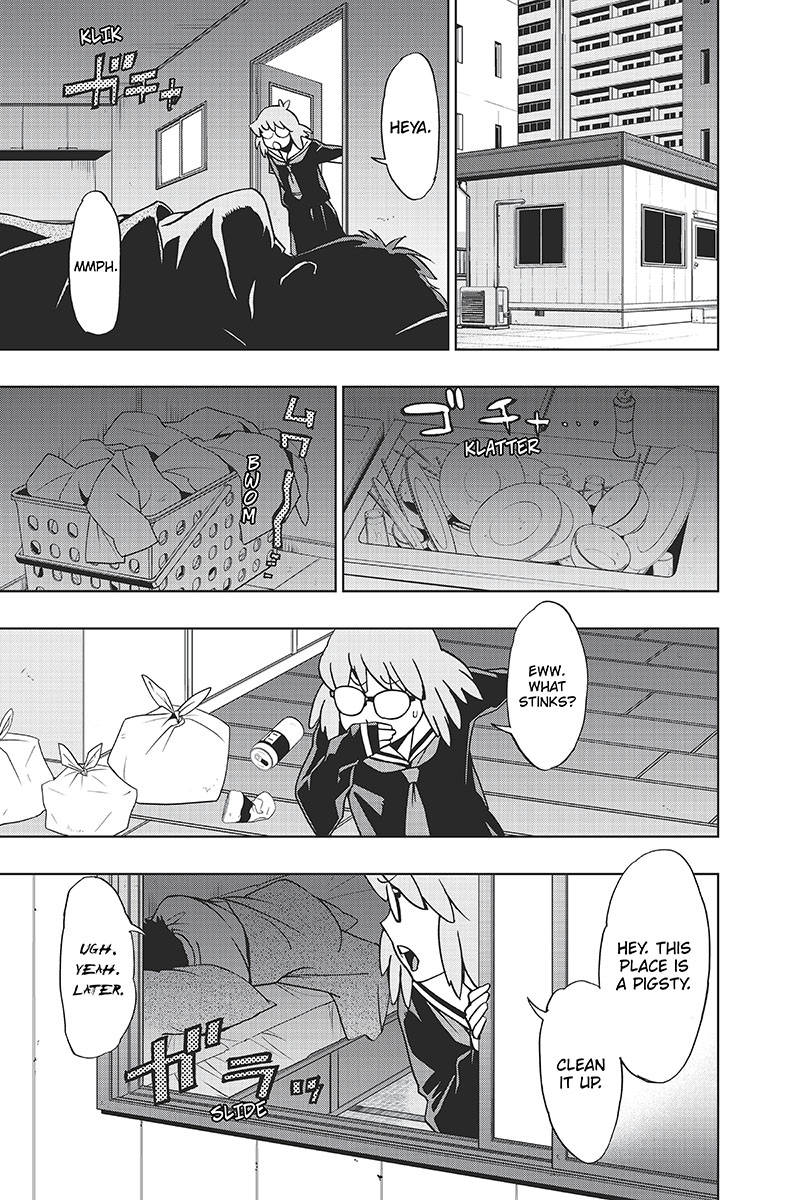 HEYA.
KLIK
ガチャ
MMPH.
ゴチャ...
KLATTER
ムワ
BWOM
EWW.
WHAT
STINKS?
HEY. THIS
PLACE IS
A PIGSTY.
CLEAN
IT UP.
ガラッ
SLIDE
UGH.
YEAH.
LATER.